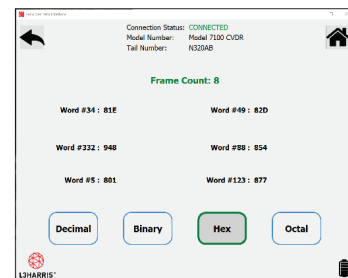 Connection Status: CONNECTED
Model Number: Model 7100 CVDR
Tail Number: N320AB
Frame Count: 8
Word #34 : 81E
Word #49 : 82D
Word #332 : 948
Word #88 : 854
Word #5 : 801
Word #123 : 877
Decimal
Binary
Hex
Octal
L3HARRIS™